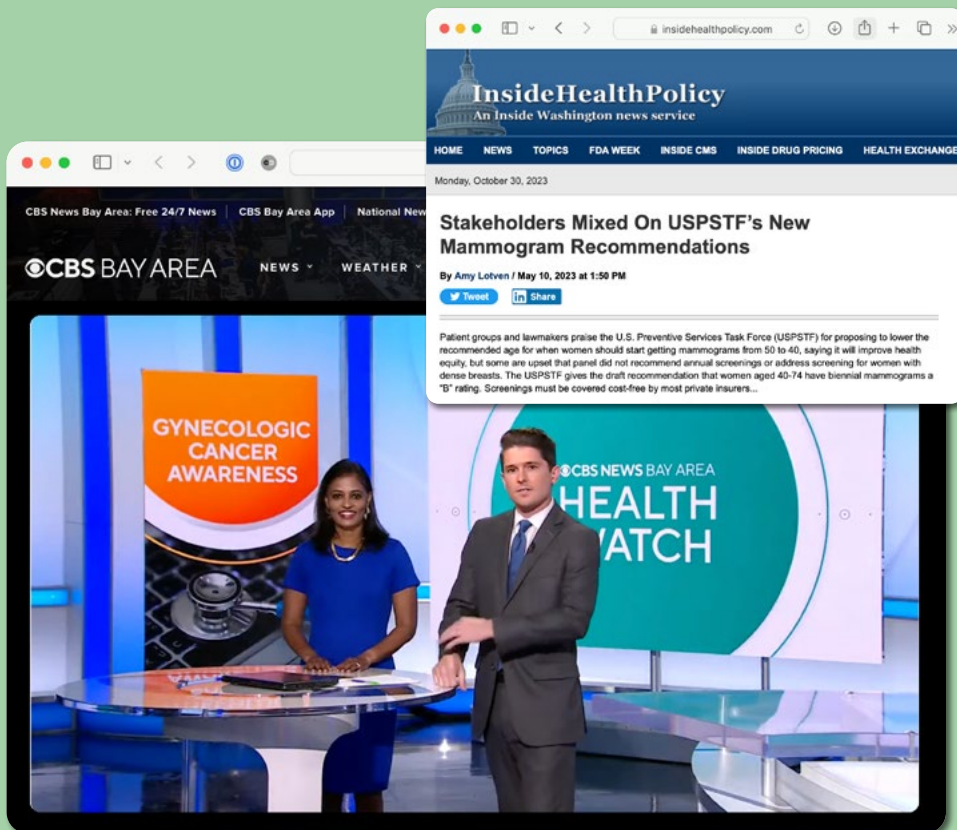 insidehealthpolicy.com
InsideHealthPolicy
An Inside Washington news service
HOME NEWS TOPICS FDA WEEK INSIDE CMS INSIDE DRUG PRICING HEALTH EXCHANGE
Monday, October 30, 2023
Stakeholders Mixed On USPSTF’s New
Mammogram Recommendations
By Amy Lotven / May 10, 2023 at 1:50 PM
Tweet in Share
Patient groups and lawmakers praise the U.S. Preventive Services Task Force (USPSTF) for proposing to lower the
recommended age for when women should start getting mammograms from 50 to 40, saying it will improve health
equity, but some are upset that panel did not recommend annual screenings or address screening for women with
dense breasts. The USPSTF gives the draft recommendation that women aged 40-74 have biennial mammograms a
"B" rating. Screenings must be covered cost-free by most private insurers...
CBS News Bay Area: Free 24/7 News | CBS Bay Area App | National New
CBS BAY AREA NEWS WEATHER
GYNECOLOGIC
CANCER
AWARENESS
CBS NEWS BAY AREA
HEALTH
WATCH